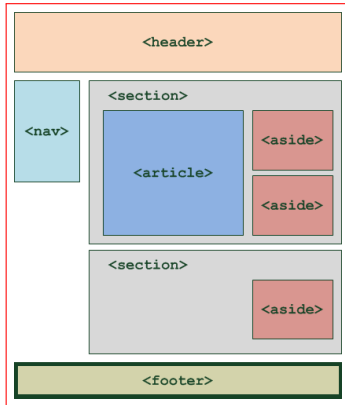 <header>
<nav>
<section>
<article>
<aside>
<aside>
<section>
<aside>
<footer>